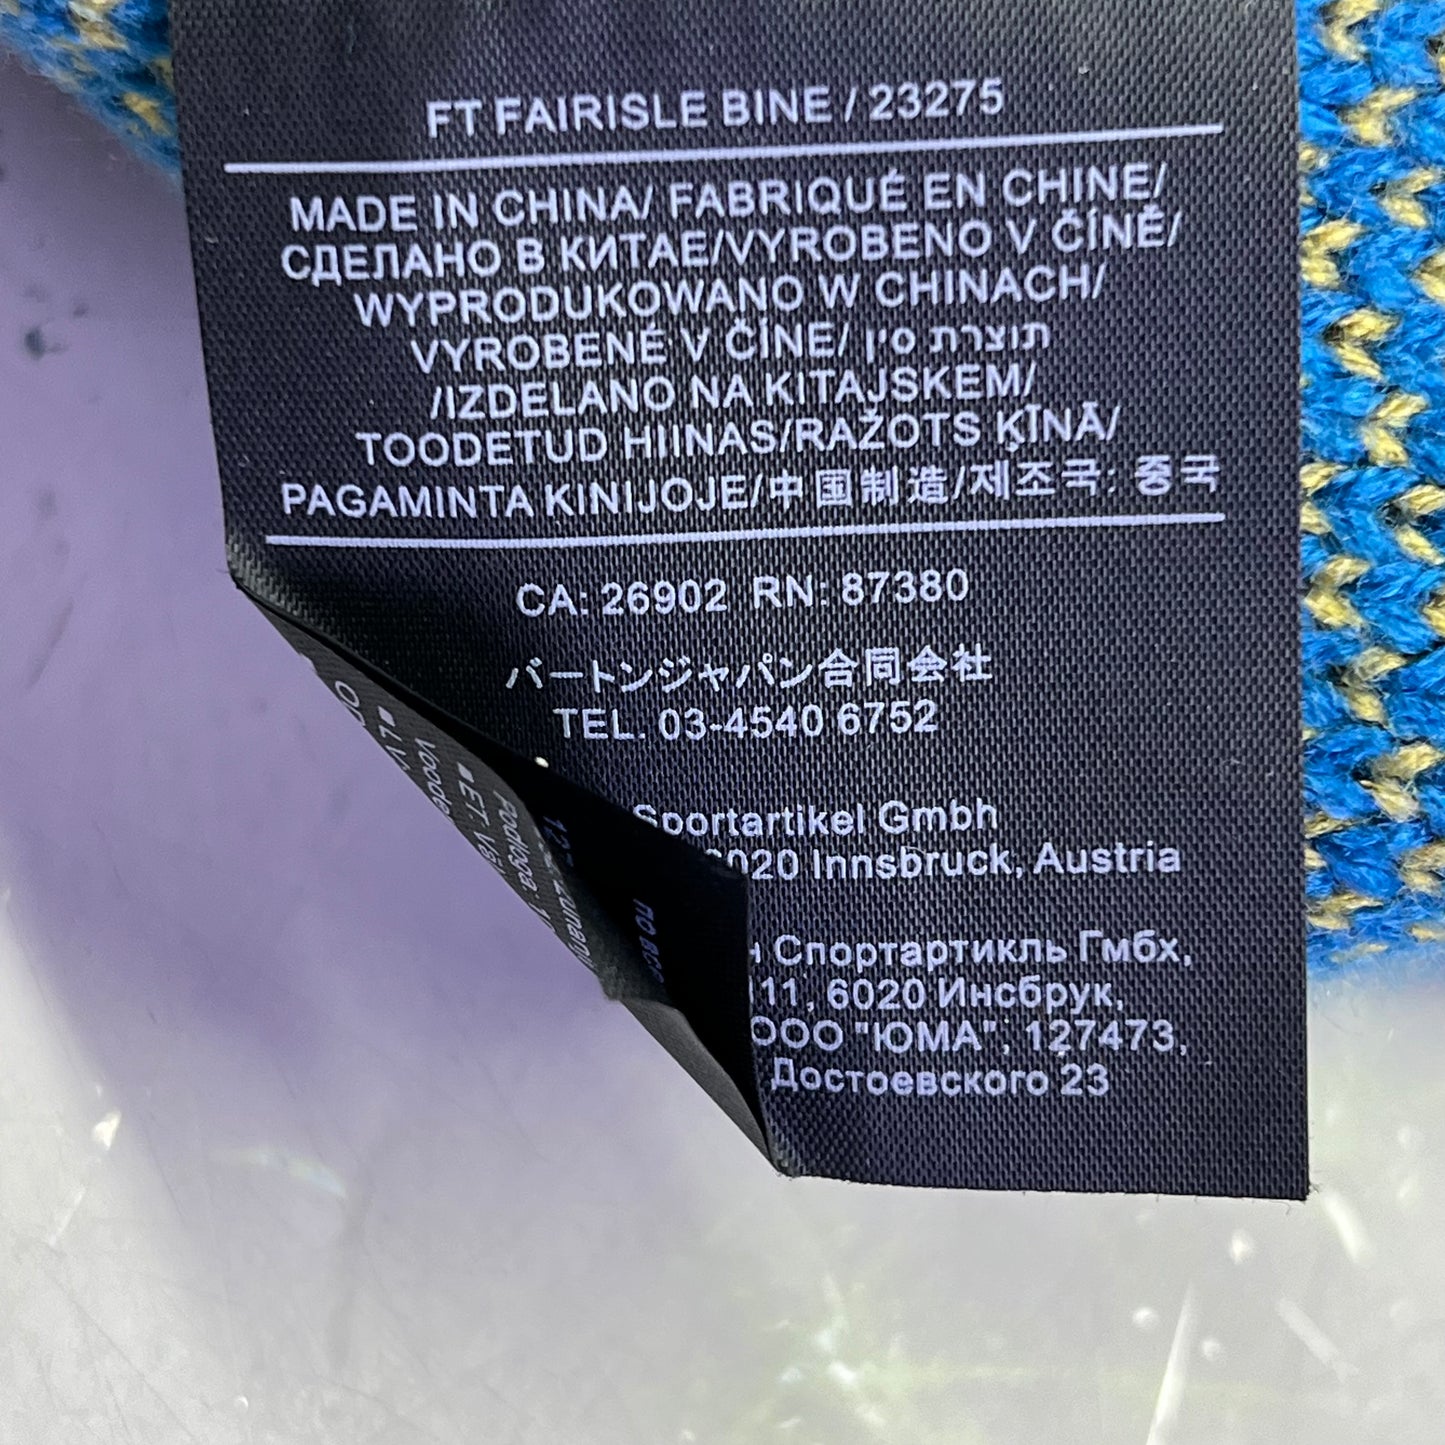 FT FAIRISLE BINE / 23275
MADE IN CHINA/ FABRIQUÉ EN CHINE/
СДЕЛАНО В КИТАЕ/VYROBENO V ČÍNĚ/
WYPRODUKOWANO W CHINACH/
VYROBENÉ V ČÍNE/ תוצרת סין
/IZDELANO NA KITAJSKEM/
TOODETUD HIINAS/RAŽOTS ĶĪNĀ/
PAGAMINTA KINIJOJE/中国制造/제조국: 중국
CA: 26902 RN: 87380
バートンジャパン合同会社
TEL. 03-4540 6752
Sportartikel Gmbh
6020 Innsbruck, Austria
Спортартикль Гмбх,
111, 6020 Инсбрук,
ООО "ЮМА", 127473,
Достоевского 23